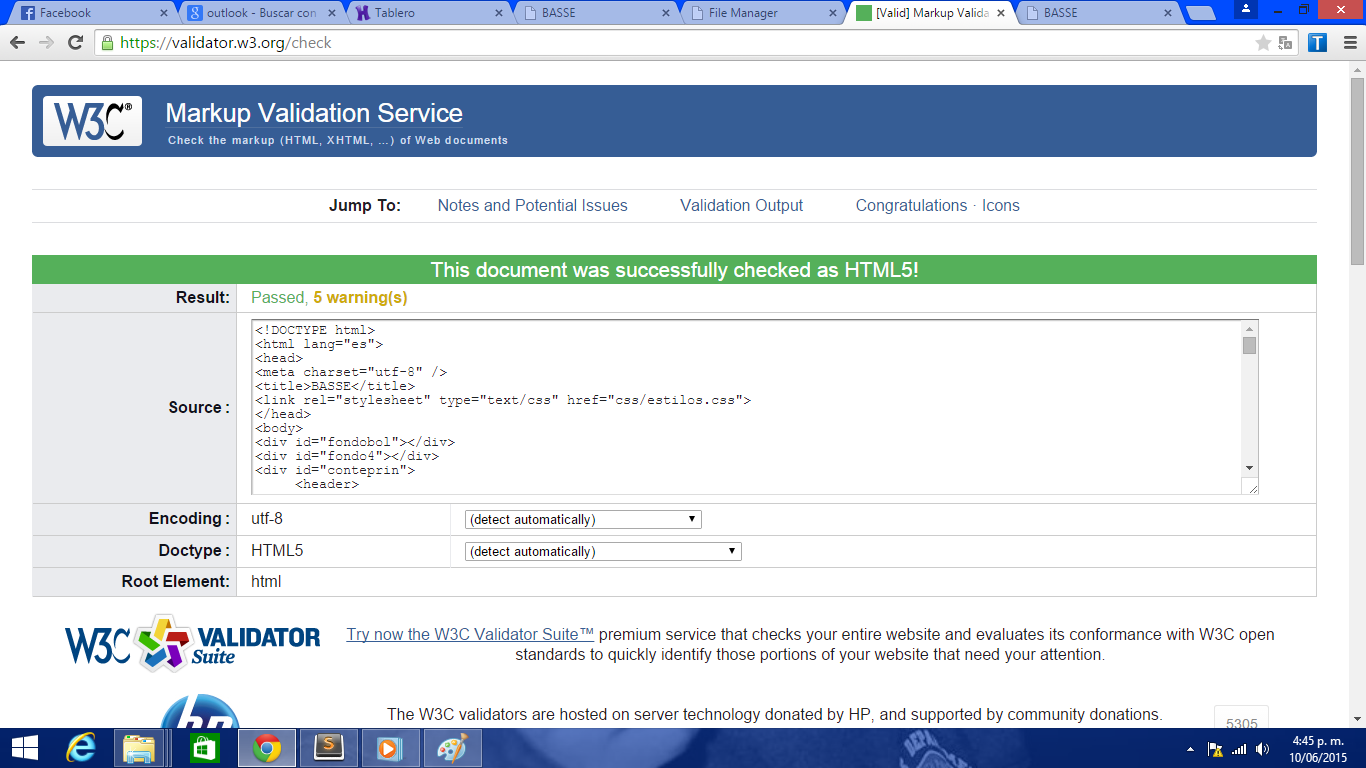 Facebook
outlook - Buscar con
Tablero
BASSE
File Manager
[Valid] Markup Valida
BASSE
https://validator.w3.org/check
W3C®
Markup Validation Service
Check the markup (HTML, XHTML, …) of Web documents
Jump To: Notes and Potential Issues Validation Output Congratulations · Icons
This document was successfully checked as HTML5!
Result: Passed, 5 warning(s)
Source :
<!DOCTYPE html>
<html lang="es">
<head>
<meta charset="utf-8" />
<title>BASSE</title>
<link rel="stylesheet" type="text/css" href="css/estilos.css">
</head>
<body>
<div id="fondobol"></div>
<div id="fondo4"></div>
<div id="conteprin">
<header>
Encoding : utf-8 (detect automatically)
Doctype : HTML5 (detect automatically)
Root Element: html
W3C VALIDATOR Suite
Try now the W3C Validator Suite™ premium service that checks your entire website and evaluates its conformance with W3C open
standards to quickly identify those portions of your website that need your attention.
hp
The W3C validators are hosted on server technology donated by HP, and supported by community donations.
5305
4:45 p. m.
10/06/2015